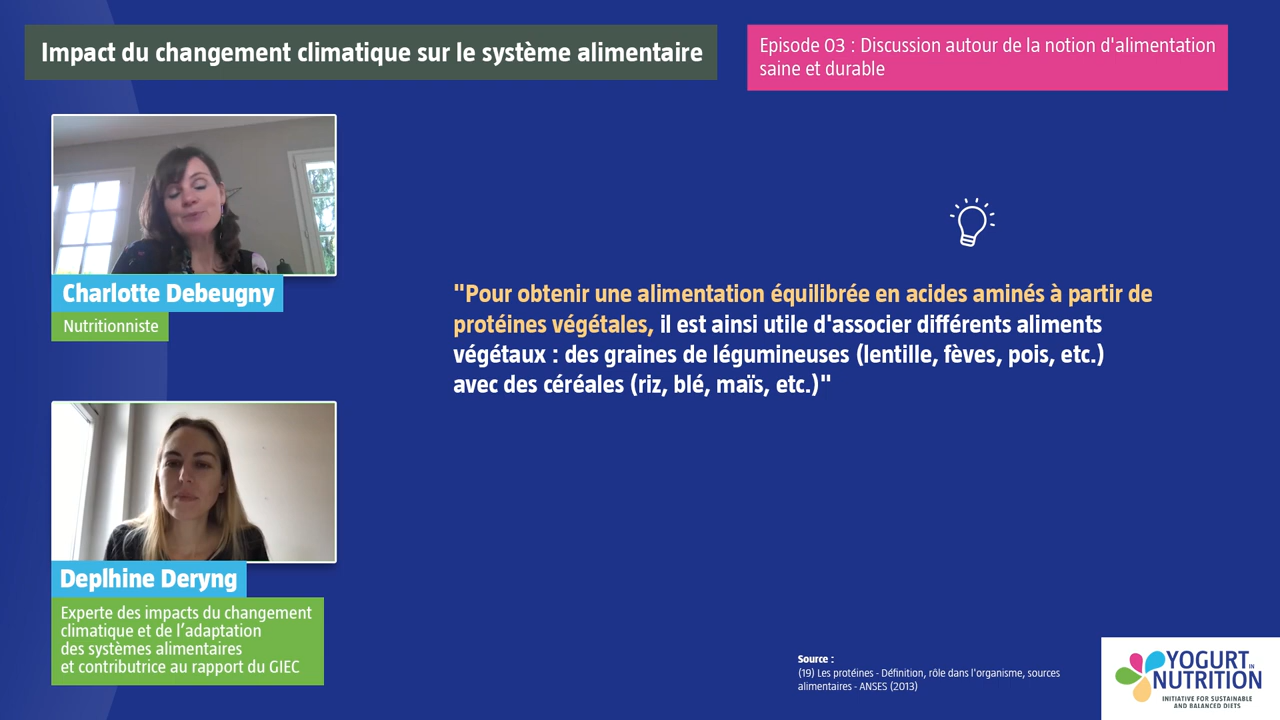 Impact du changement climatique sur le système alimentaire
Episode 03 : Discussion autour de la notion d'alimentation
saine et durable
Charlotte Debeugny
Nutritionniste
"Pour obtenir une alimentation équilibrée en acides aminés à partir de
protéines végétales, il est ainsi utile d'associer différents aliments
végétaux : des graines de légumineuses (lentille, fèves, pois, etc.)
avec des céréales (riz, blé, maïs, etc.)"
Deplhine Deryng
Experte des impacts du changement
climatique et de l’adaptation
des systèmes alimentaires
et contributrice au rapport du GIEC
Source :
(19) Les protéines - Définition, rôle dans l'organisme, sources
alimentaires - ANSES (2013)
YOGURT IN
NUTRITION
INITIATIVE FOR SUSTAINABLE
AND BALANCED DIETS